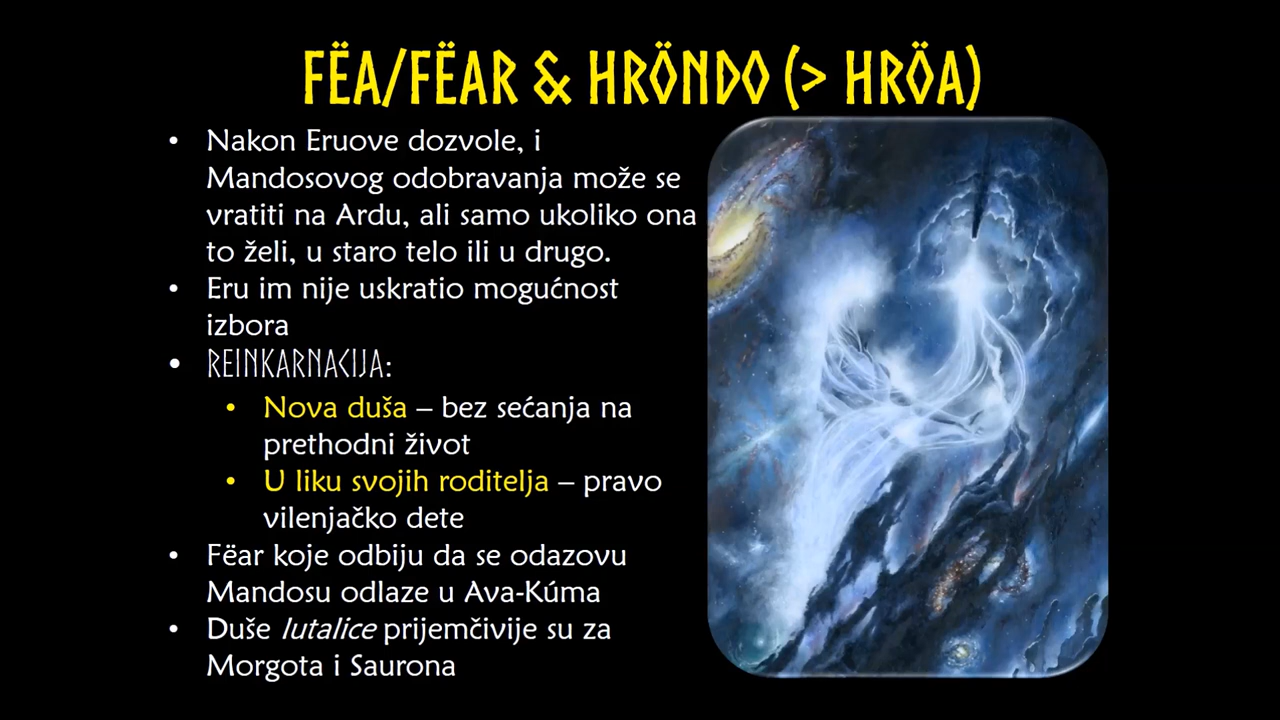 FËA/FËAR & HRÖNDO (> HRÖA)
• Nakon Eruove dozvole, i
Mandosovog odobravanja može se
vratiti na Ardu, ali samo ukoliko ona
to želi, u staro telo ili u drugo.
• Eru im nije uskratio mogućnost
izbora
• REINKARNACIJA:
• Nova duša – bez sećanja na
prethodni život
• U liku svojih roditelja – pravo
vilenjačko dete
• Fëar koje odbiju da se odazovu
Mandosu odlaze u Ava-Kúma
• Duše lutalice prijemčivije su za
Morgota i Saurona